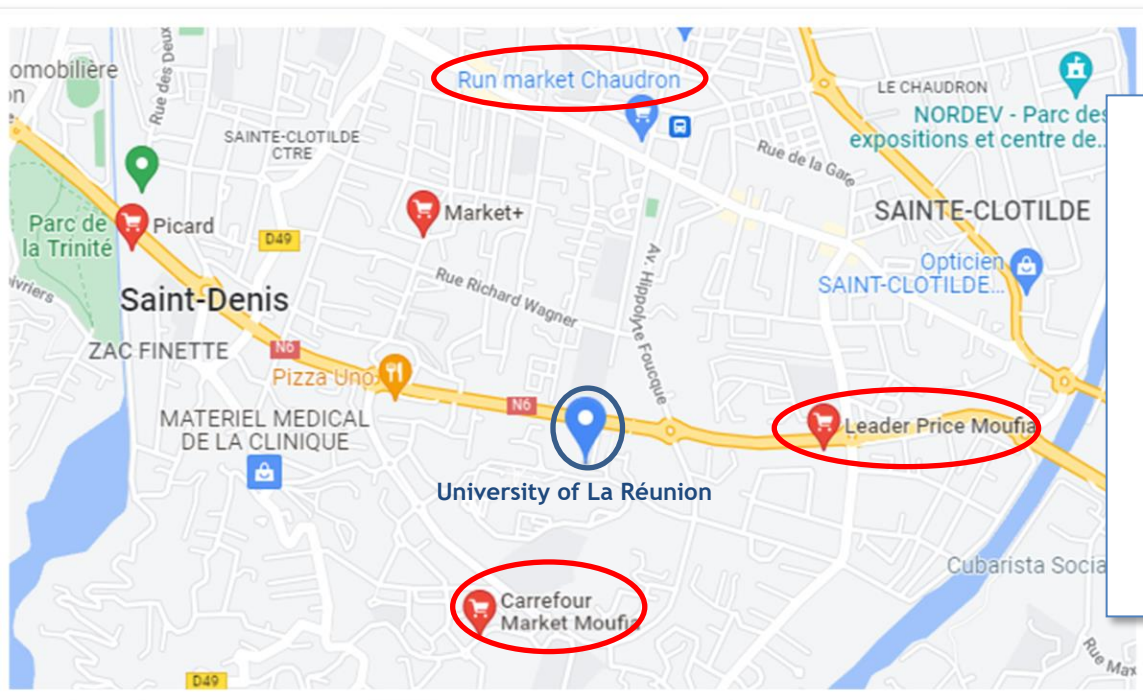 omobilière
Rue des Deux
Run market Chaudron
LE CHAUDRON
NORDEV - Parc des
expositions et centre de...
SAINTE-CLOTILDE
CTRE
Rue de la Gare
Picard
Parc de
la Trinité
D49
Market+
SAINTE-CLOTILDE
Opticien
SAINT-CLOTILDE...
Rue Richard Wagner
Av. Hippolyte Foucque
Saint-Denis
ZAC FINETTE
N6
Pizza Uno
N6
MATERIEL MEDICAL
DE LA CLINIQUE
Leader Price Moufia
University of La Réunion
Cubarista Socia
Carrefour
Market Moufia
Rue Max
D49